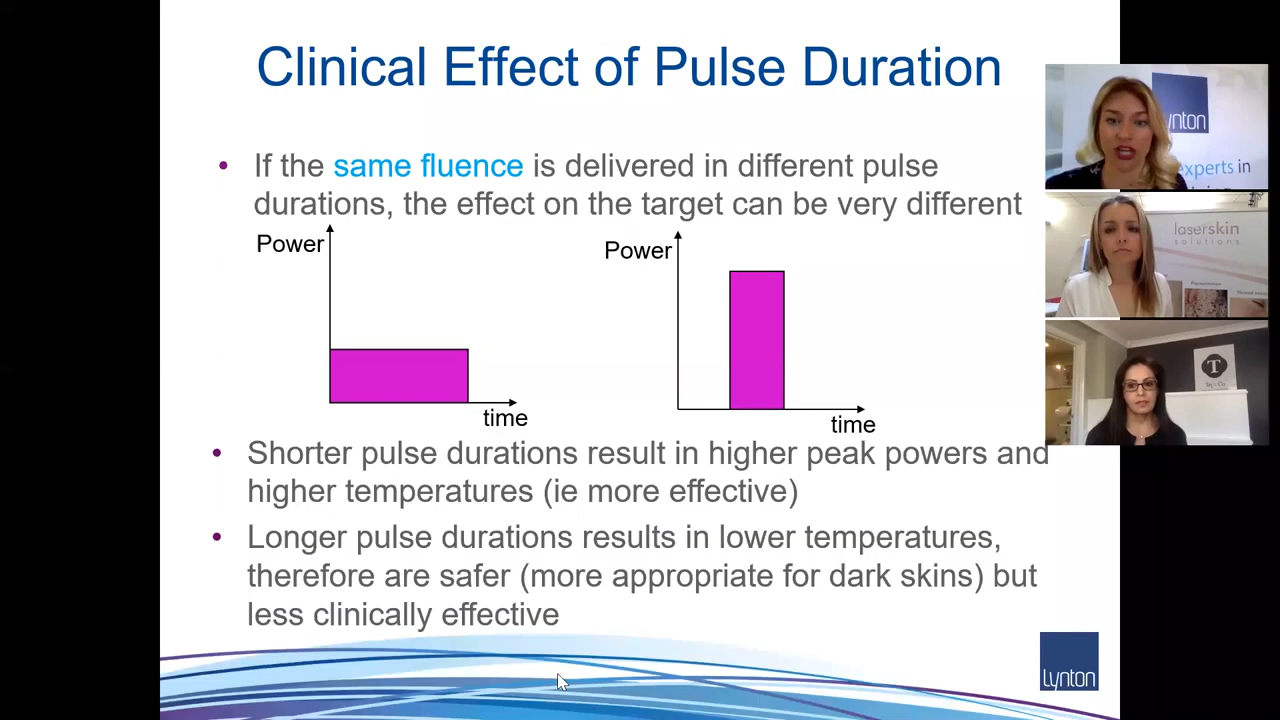 Clinical Effect of Pulse Duration
• If the same fluence is delivered in different pulse
durations, the effect on the target can be very different
Power
time
Power
time
• Shorter pulse durations result in higher peak powers and
higher temperatures (ie more effective)
• Longer pulse durations results in lower temperatures,
therefore are safer (more appropriate for dark skins) but
less clinically effective
Lynton
ynton
experts in
laserskin
solutions
Pigmentation
T